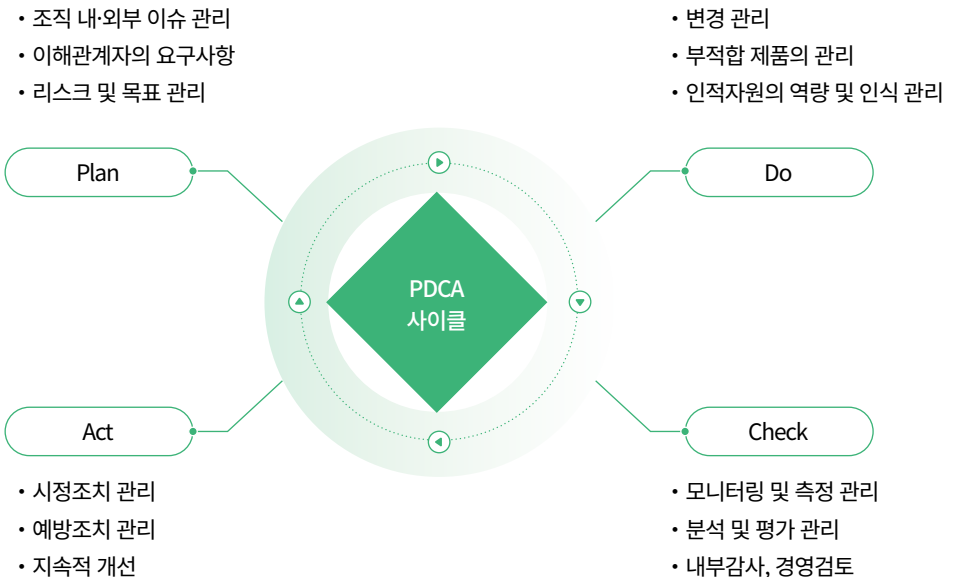 • 조직 내·외부 이슈 관리
• 이해관계자의 요구사항
• 리스크 및 목표 관리
Plan
• 변경 관리
• 부적합 제품의 관리
• 인적자원의 역량 및 인식 관리
Do
PDCA
사이클
Act
• 시정조치 관리
• 예방조치 관리
• 지속적 개선
Check
• 모니터링 및 측정 관리
• 분석 및 평가 관리
• 내부감사, 경영검토